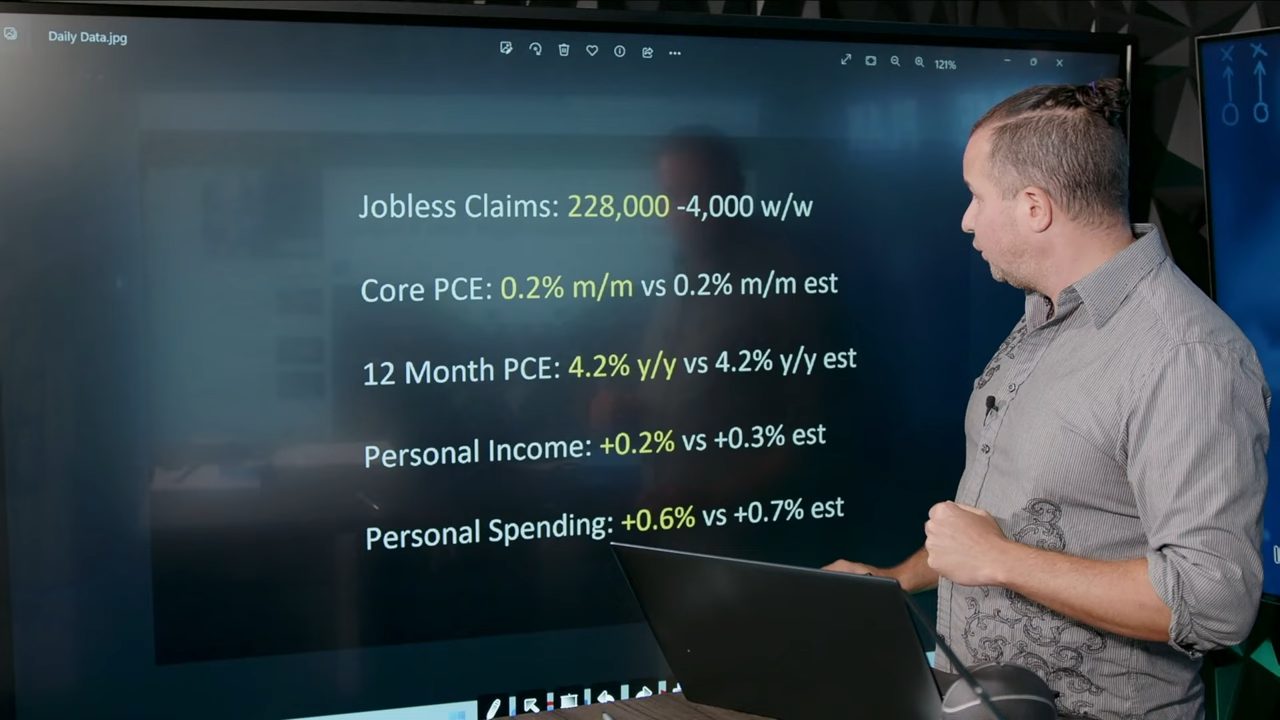 Daily Data.jpg
121%
Jobless Claims: 228,000 -4,000 w/w
Core PCE: 0.2% m/m vs 0.2% m/m est
12 Month PCE: 4.2% y/y vs 4.2% y/y est
Personal Income: +0.2% vs +0.3% est
Personal Spending: +0.6% vs +0.7% est